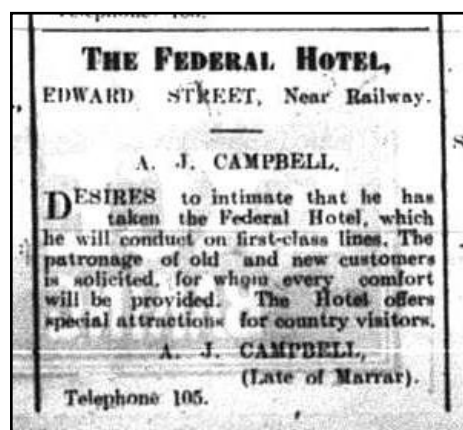 THE FEDERAL HOTEL,
EDWARD STREET, Near Railway.
A. J. CAMPBELL.
DESIRES to intimate that he has
taken the Federal Hotel, which
he will conduct on first-class lines. The
patronage of old and new customers
is solicited, for whom every comfort
will be provided. The Hotel offers
special attractions for country visitors.
A. J. CAMPBELL,
(Late of Marrar).
Telephone 105.